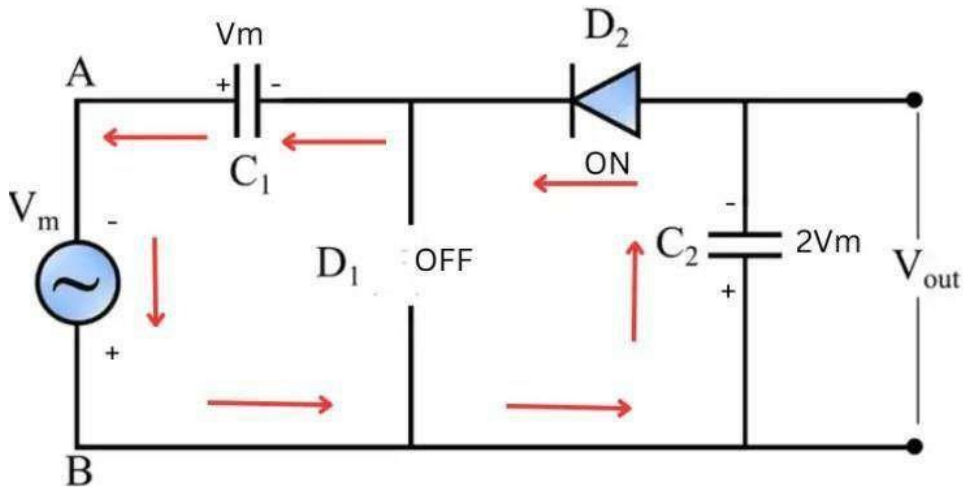 Vm
D2
A
+ -
C1
ON
Vm
-
+
D1
OFF
C2
-
+
2Vm
Vout
B